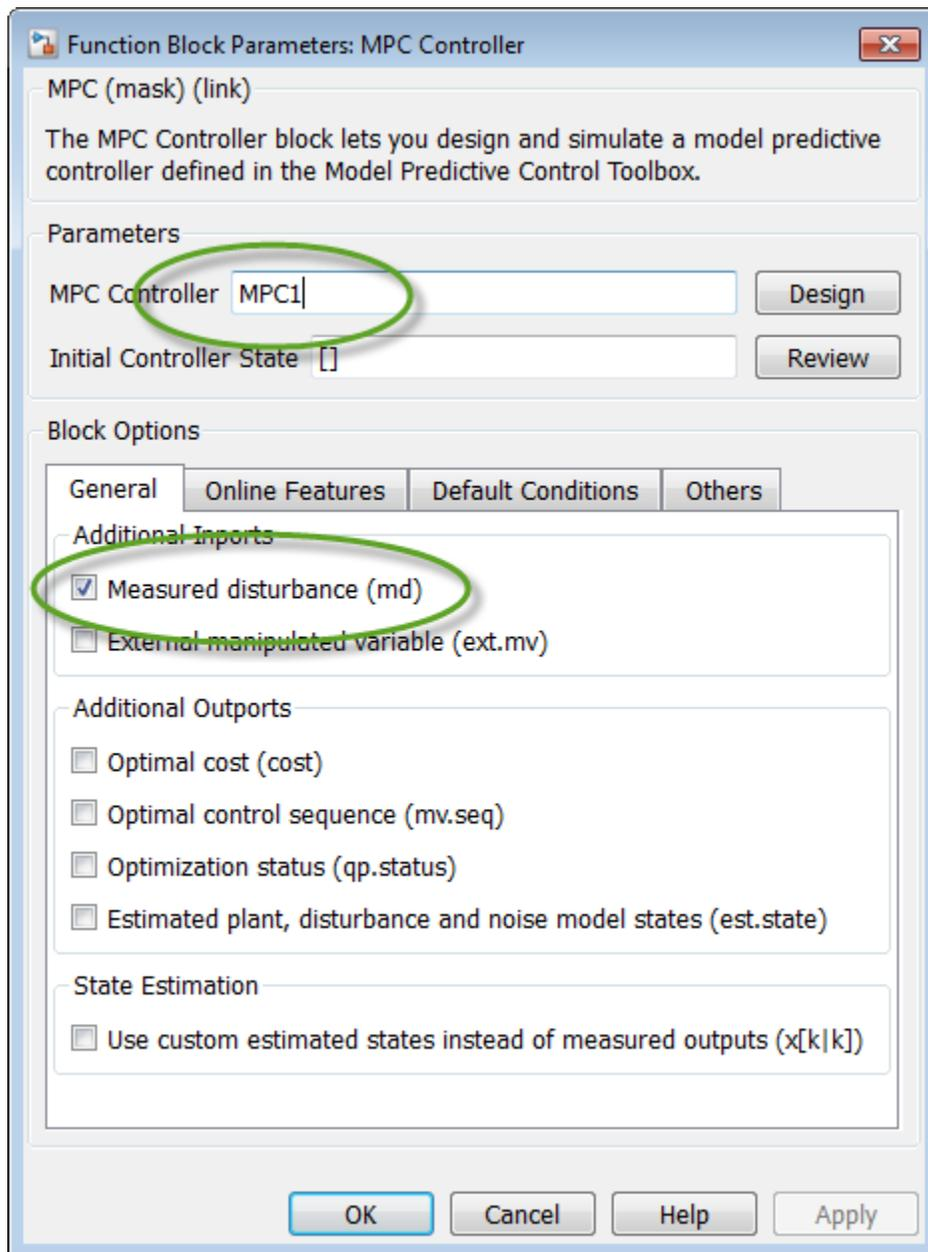 Function Block Parameters: MPC Controller
MPC (mask) (link)
The MPC Controller block lets you design and simulate a model predictive
controller defined in the Model Predictive Control Toolbox.
Parameters
MPC Controller MPC1 Design
Initial Controller State [] Review
Block Options
General Online Features Default Conditions Others
Additional Inports
Measured disturbance (md)
External manipulated variable (ext.mv)
Additional Outports
Optimal cost (cost)
Optimal control sequence (mv.seq)
Optimization status (qp.status)
Estimated plant, disturbance and noise model states (est.state)
State Estimation
Use custom estimated states instead of measured outputs (x[k|k])
OK Cancel Help Apply